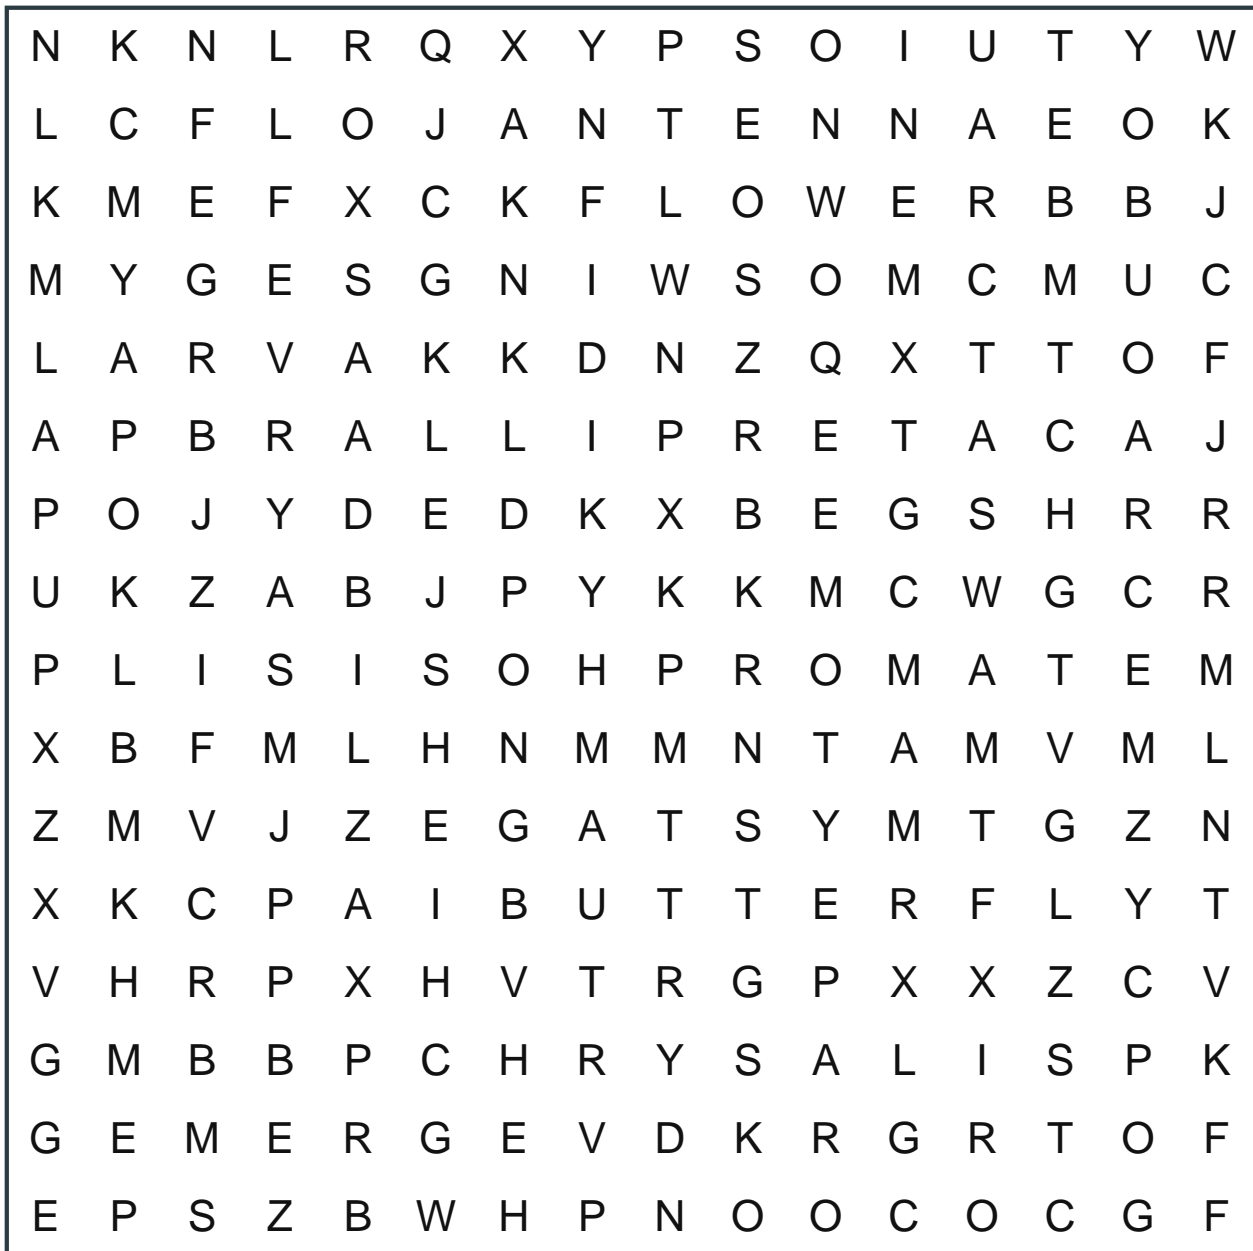 N K N L R Q X Y P S O I U T Y W
L C F L O J A N T E N N A E O K
K M E F X C K F L O W E R B B J
M Y G E S G N I W S O M C M U C
L A R V A K K D N Z Q X T T O F
A P B R A L L I P R E T A C A J
P O J Y D E D K X B E G S H R R
U K Z A B J P Y K K M C W G C R
P L I S I S O H P R O M A T E M
X B F M L H N M M N T A M V M L
Z M V J Z E G A T S Y M T G Z N
X K C P A I B U T T E R F L Y T
V H R P X H V T R G P X X Z C V
G M B B P C H R Y S A L I S P K
G E M E R G E V D K R G R T O F
E P S Z B W H P N O O C O C G F